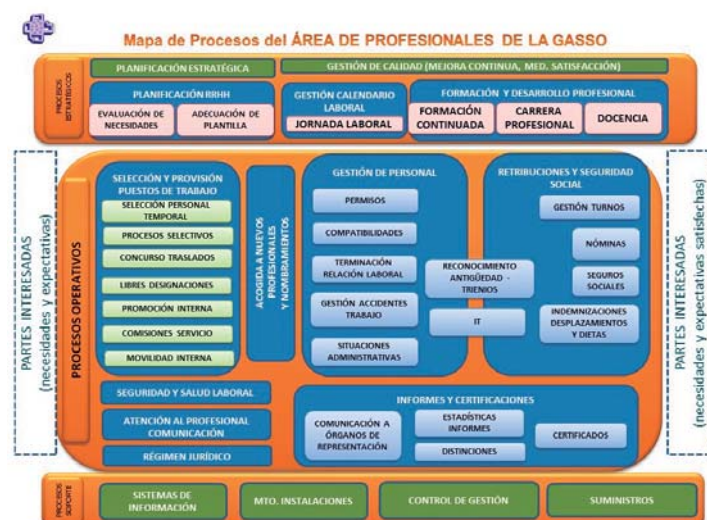 Mapa de Procesos del ÁREA DE PROFESIONALES DE LA GASSO
PROCESOS
ESTRATÉGICOS
PLANIFICACIÓN ESTRATÉGICA
GESTIÓN DE CALIDAD (MEJORA CONTINUA, MED. SATISFACCIÓN)
PLANIFICACIÓN RRHH
EVALUACIÓN DE
NECESIDADES
ADECUACIÓN DE
PLANTILLA
GESTIÓN CALENDARIO
LABORAL
JORNADA LABORAL
FORMACIÓN Y DESARROLLO PROFESIONAL
FORMACIÓN
CONTINUADA
CARRERA
PROFESIONAL
DOCENCIA
PARTES INTERESADAS
(necesidades y expectativas)
PROCESOS OPERATIVOS
SELECCIÓN Y PROVISIÓN
PUESTOS DE TRABAJO
SELECCIÓN PERSONAL
TEMPORAL
PROCESOS SELECTIVOS
CONCURSO TRASLADOS
LIBRES DESIGNACIONES
PROMOCIÓN INTERNA
COMISIONES SERVICIO
MOVILIDAD INTERNA
ACOGIDA A NUEVOS
PROFESIONALES
Y NOMBRAMIENTOS
GESTIÓN DE PERSONAL
PERMISOS
COMPATIBILIDADES
TERMINACIÓN
RELACIÓN LABORAL
GESTIÓN ACCIDENTES
TRABAJO
SITUACIONES
ADMINISTRATIVAS
RECONOCIMIENTO
ANTIGÜEDAD -
TRIENIOS
IT
RETRIBUCIONES Y SEGURIDAD
SOCIAL
GESTIÓN TURNOS
NÓMINAS
SEGUROS
SOCIALES
INDEMNIZACIONES
DESPLAZAMIENTOS
Y DIETAS
SEGURIDAD Y SALUD LABORAL
ATENCIÓN AL PROFESIONAL
COMUNICACIÓN
RÉGIMEN JURÍDICO
INFORMES Y CERTIFICACIONES
COMUNICACIÓN A
ÓRGANOS DE
REPRESENTACIÓN
ESTADÍSTICAS
INFORMES
DISTINCIONES
CERTIFICADOS
PARTES INTERESADAS
(necesidades y expectativas satisfechas)
PROCESOS
SOPORTE
SISTEMAS DE
INFORMACIÓN
MTO. INSTALACIONES
CONTROL DE GESTIÓN
SUMINISTROS